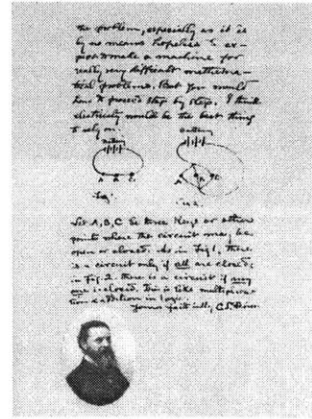 the problem, especially as it is
by no means hopeless to ex-
pect to make a machine for
really very difficult mathema-
tical problems. But you would
have to proceed step by step. I think
electricity would be the best thing
to rely on.
battery
battery
A B C
A B C
Fig. 1
Fig. 2
Let A, B, C be three keys or other
points where the circuit may be
open or closed. As in Fig 1, there
is a circuit only if all are closed;
in Fig. 2. there is a circuit if any
one is closed. This is like multiplica-
tion & addition in logic.
Yours faithfully, C.S. Peirce